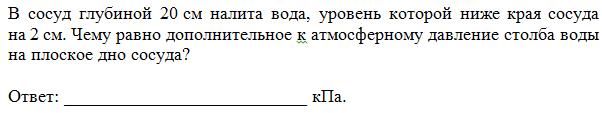 В сосуд глубиной 20 см налита вода, уровень которой ниже края сосуда
на 2 см. Чему равно дополнительное к атмосферному давление столба воды
на плоское дно сосуда?
Ответ: ___________________________ кПа.